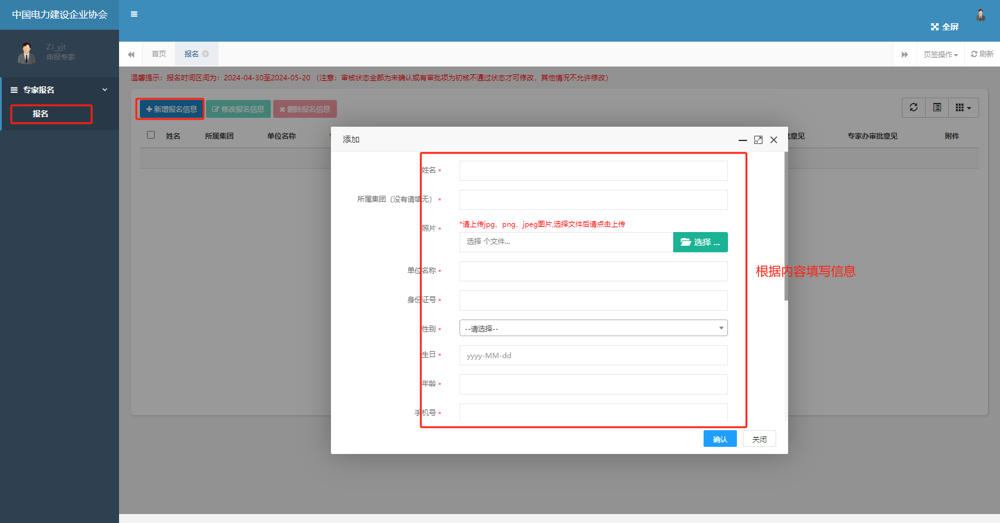 中国电力建设企业协会
全屏
ZJ_yjt
申报专家
首页
报名
页签操作
刷新
温馨提示：报名时间区间为：2024-04-30至2024-05-20 （注意：审核状态全部为未确认或有审批项为初核不通过状态才可修改，其他情况不允许修改）
专家报名
报名
新增报名信息
修改报名信息
删除报名信息
姓名 所属集团 单位名称 批意见 专家办审批意见 附件
添加
姓名 *
所属集团（没有请填无） *
照片 *
*请上传jpg、png、jpeg图片,选择文件后请点击上传
选择 个文件...
选择 ...
单位名称 *
根据内容填写信息
身份证号 *
性别 *
--请选择--
生日 *
yyyy-MM-dd
年龄 *
手机号 *
确认
关闭